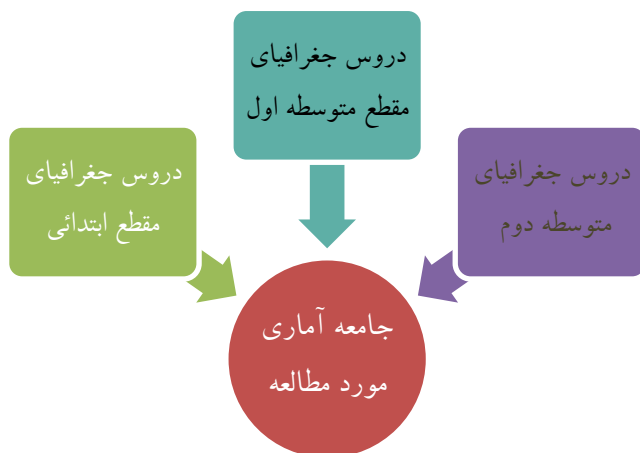 دروس جغرافیای
مقطع متوسطه اول
دروس جغرافیای
متوسطه دوم
دروس جغرافیای
مقطع ابتدائی
جامعه آماری
مورد مطالعه